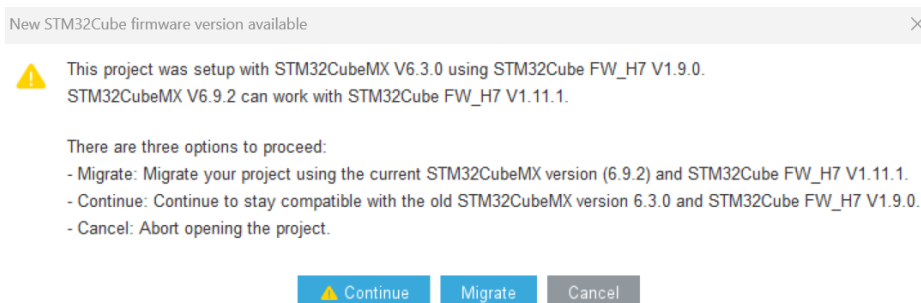 New STM32Cube firmware version available
This project was setup with STM32CubeMX V6.3.0 using STM32Cube FW_H7 V1.9.0.
STM32CubeMX V6.9.2 can work with STM32Cube FW_H7 V1.11.1.
There are three options to proceed:
- Migrate: Migrate your project using the current STM32CubeMX version (6.9.2) and STM32Cube FW_H7 V1.11.1.
- Continue: Continue to stay compatible with the old STM32CubeMX version 6.3.0 and STM32Cube FW_H7 V1.9.0.
- Cancel: Abort opening the project.
Continue Migrate Cancel